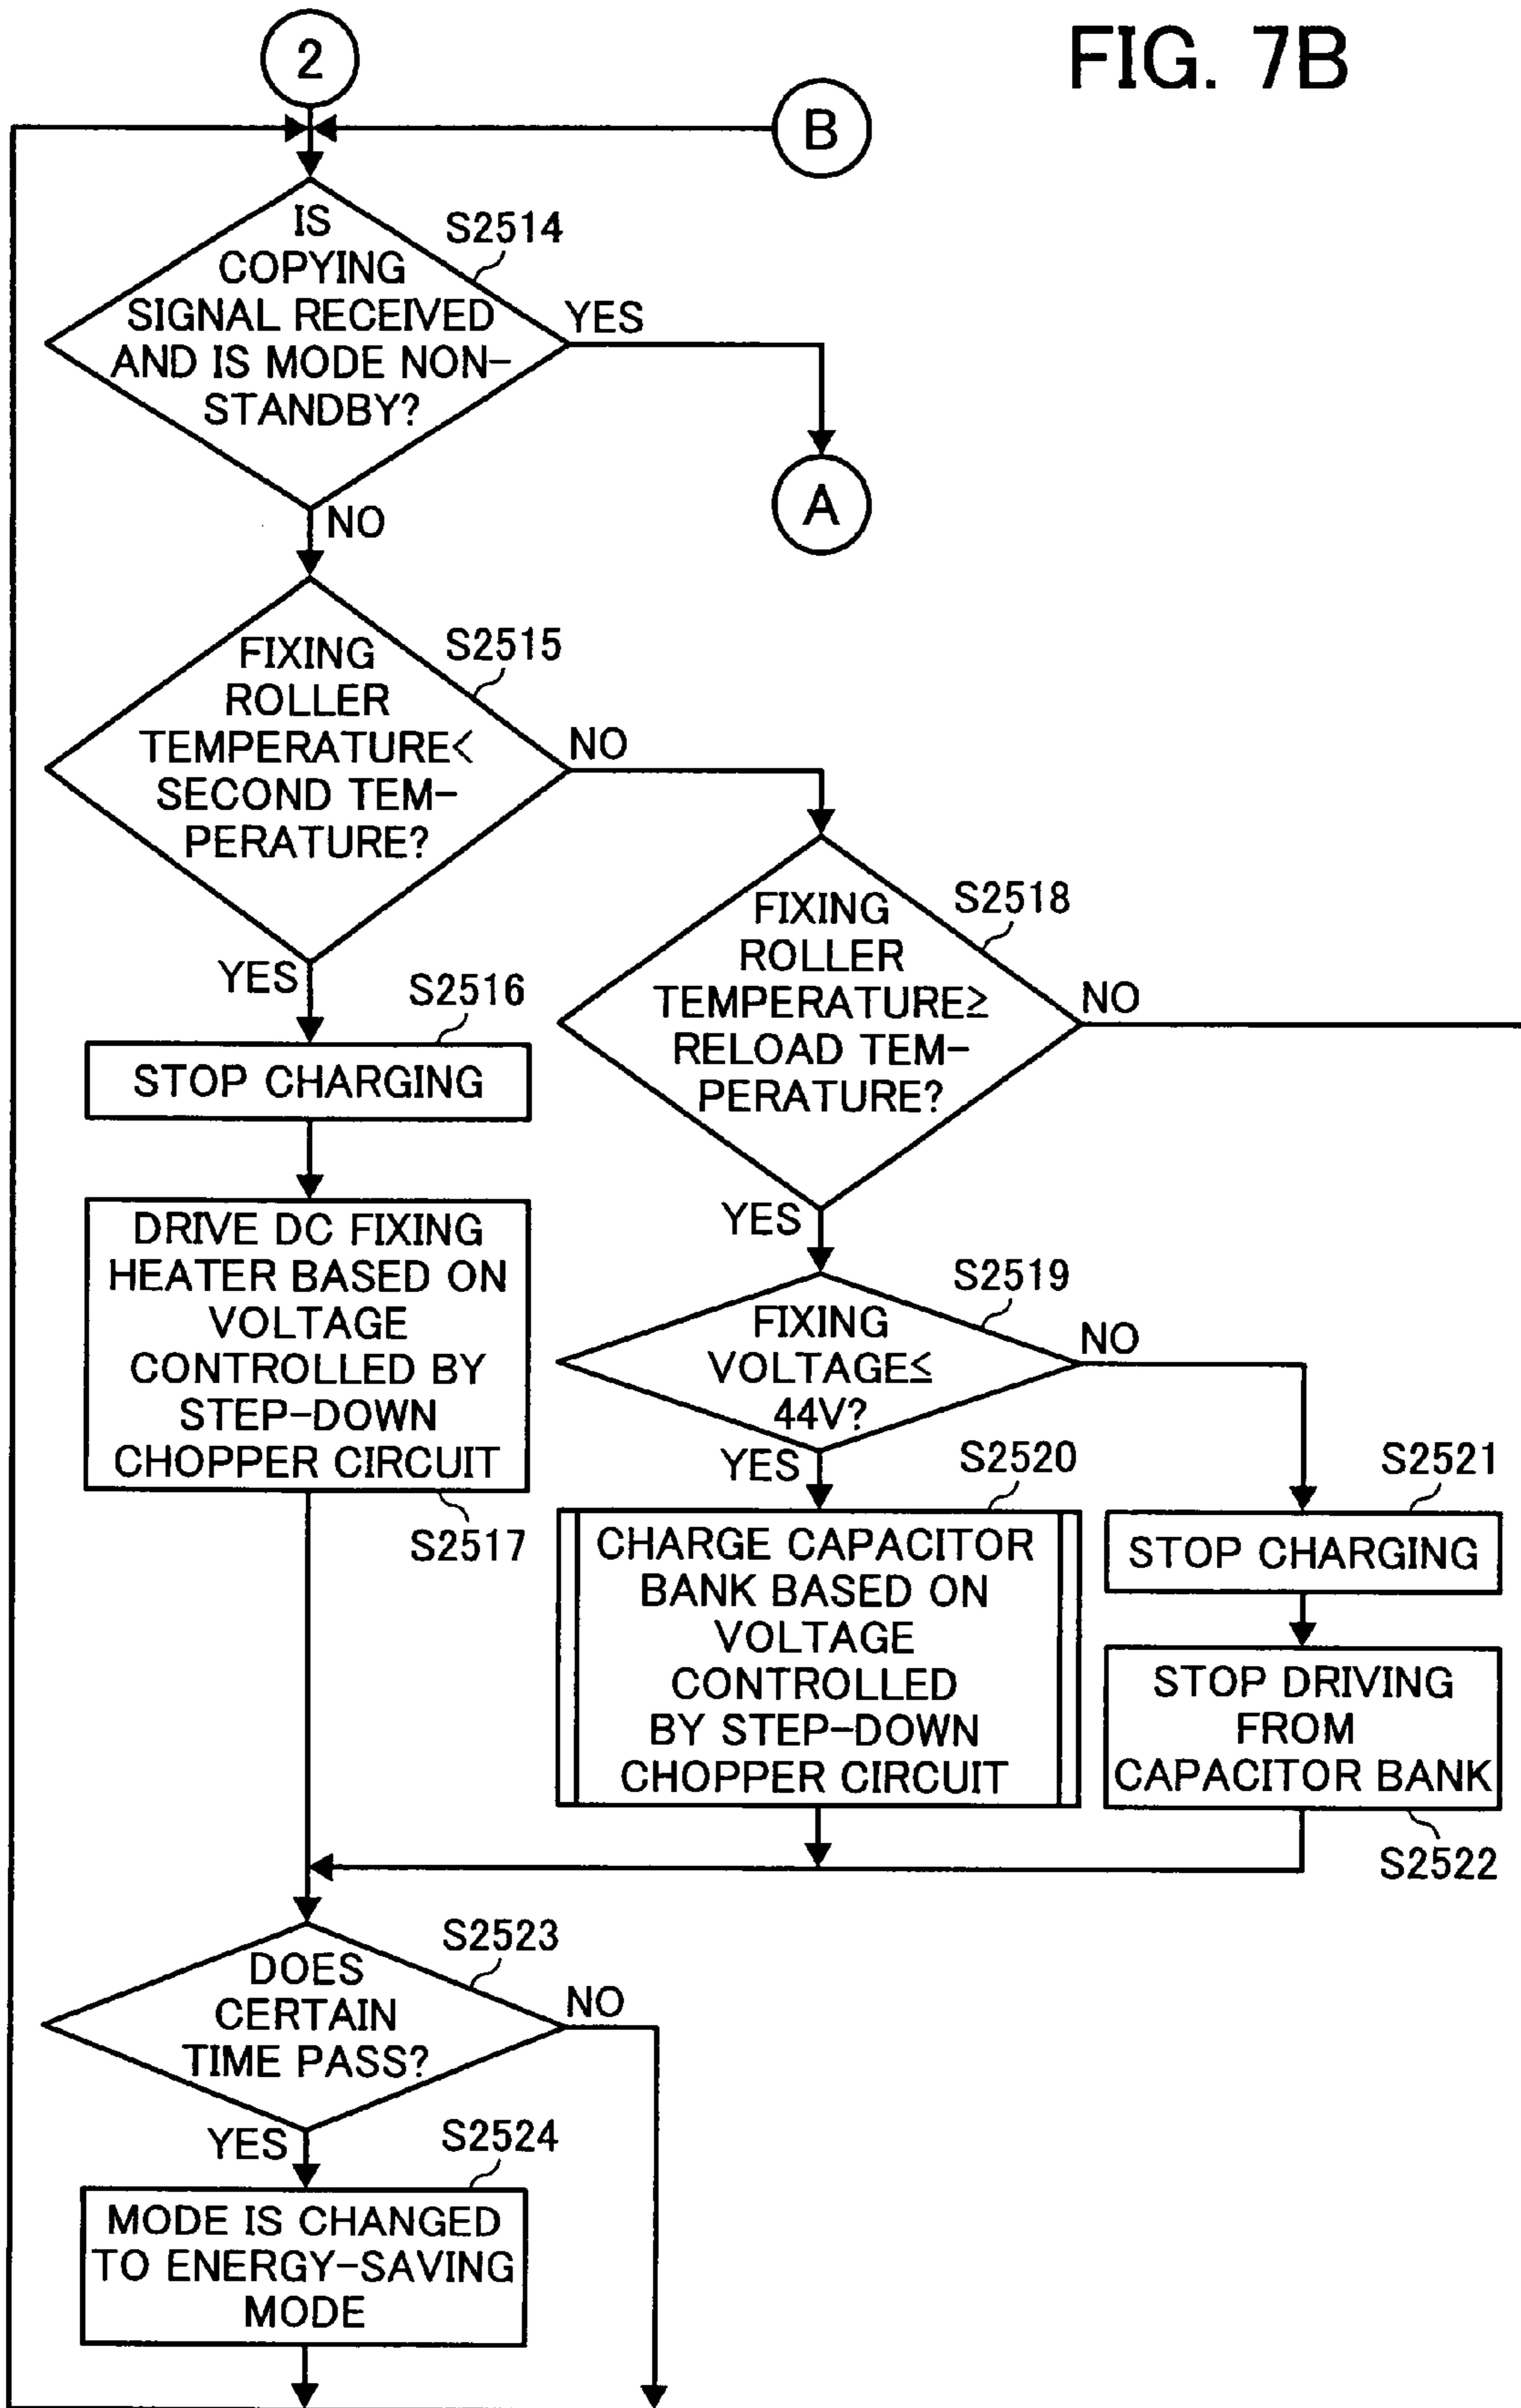 FIG. 7B
2
B
IS
COPYING
SIGNAL RECEIVED
AND IS MODE NON-
STANDBY?
S2514
YES
A
NO
FIXING
ROLLER
TEMPERATURE<
SECOND TEM-
PERATURE?
S2515
NO
YES
S2516
STOP CHARGING
DRIVE DC FIXING
HEATER BASED ON
VOLTAGE
CONTROLLED BY
STEP-DOWN
CHOPPER CIRCUIT
S2517
FIXING
ROLLER
TEMPERATURE≥
RELOAD TEM-
PERATURE?
S2518
NO
YES
FIXING
VOLTAGE≤
44V?
S2519
NO
YES
S2520
CHARGE CAPACITOR
BANK BASED ON
VOLTAGE
CONTROLLED
BY STEP-DOWN
CHOPPER CIRCUIT
S2521
STOP CHARGING
STOP DRIVING
FROM
CAPACITOR BANK
S2522
DOES
CERTAIN
TIME PASS?
S2523
NO
YES
S2524
MODE IS CHANGED
TO ENERGY-SAVING
MODE